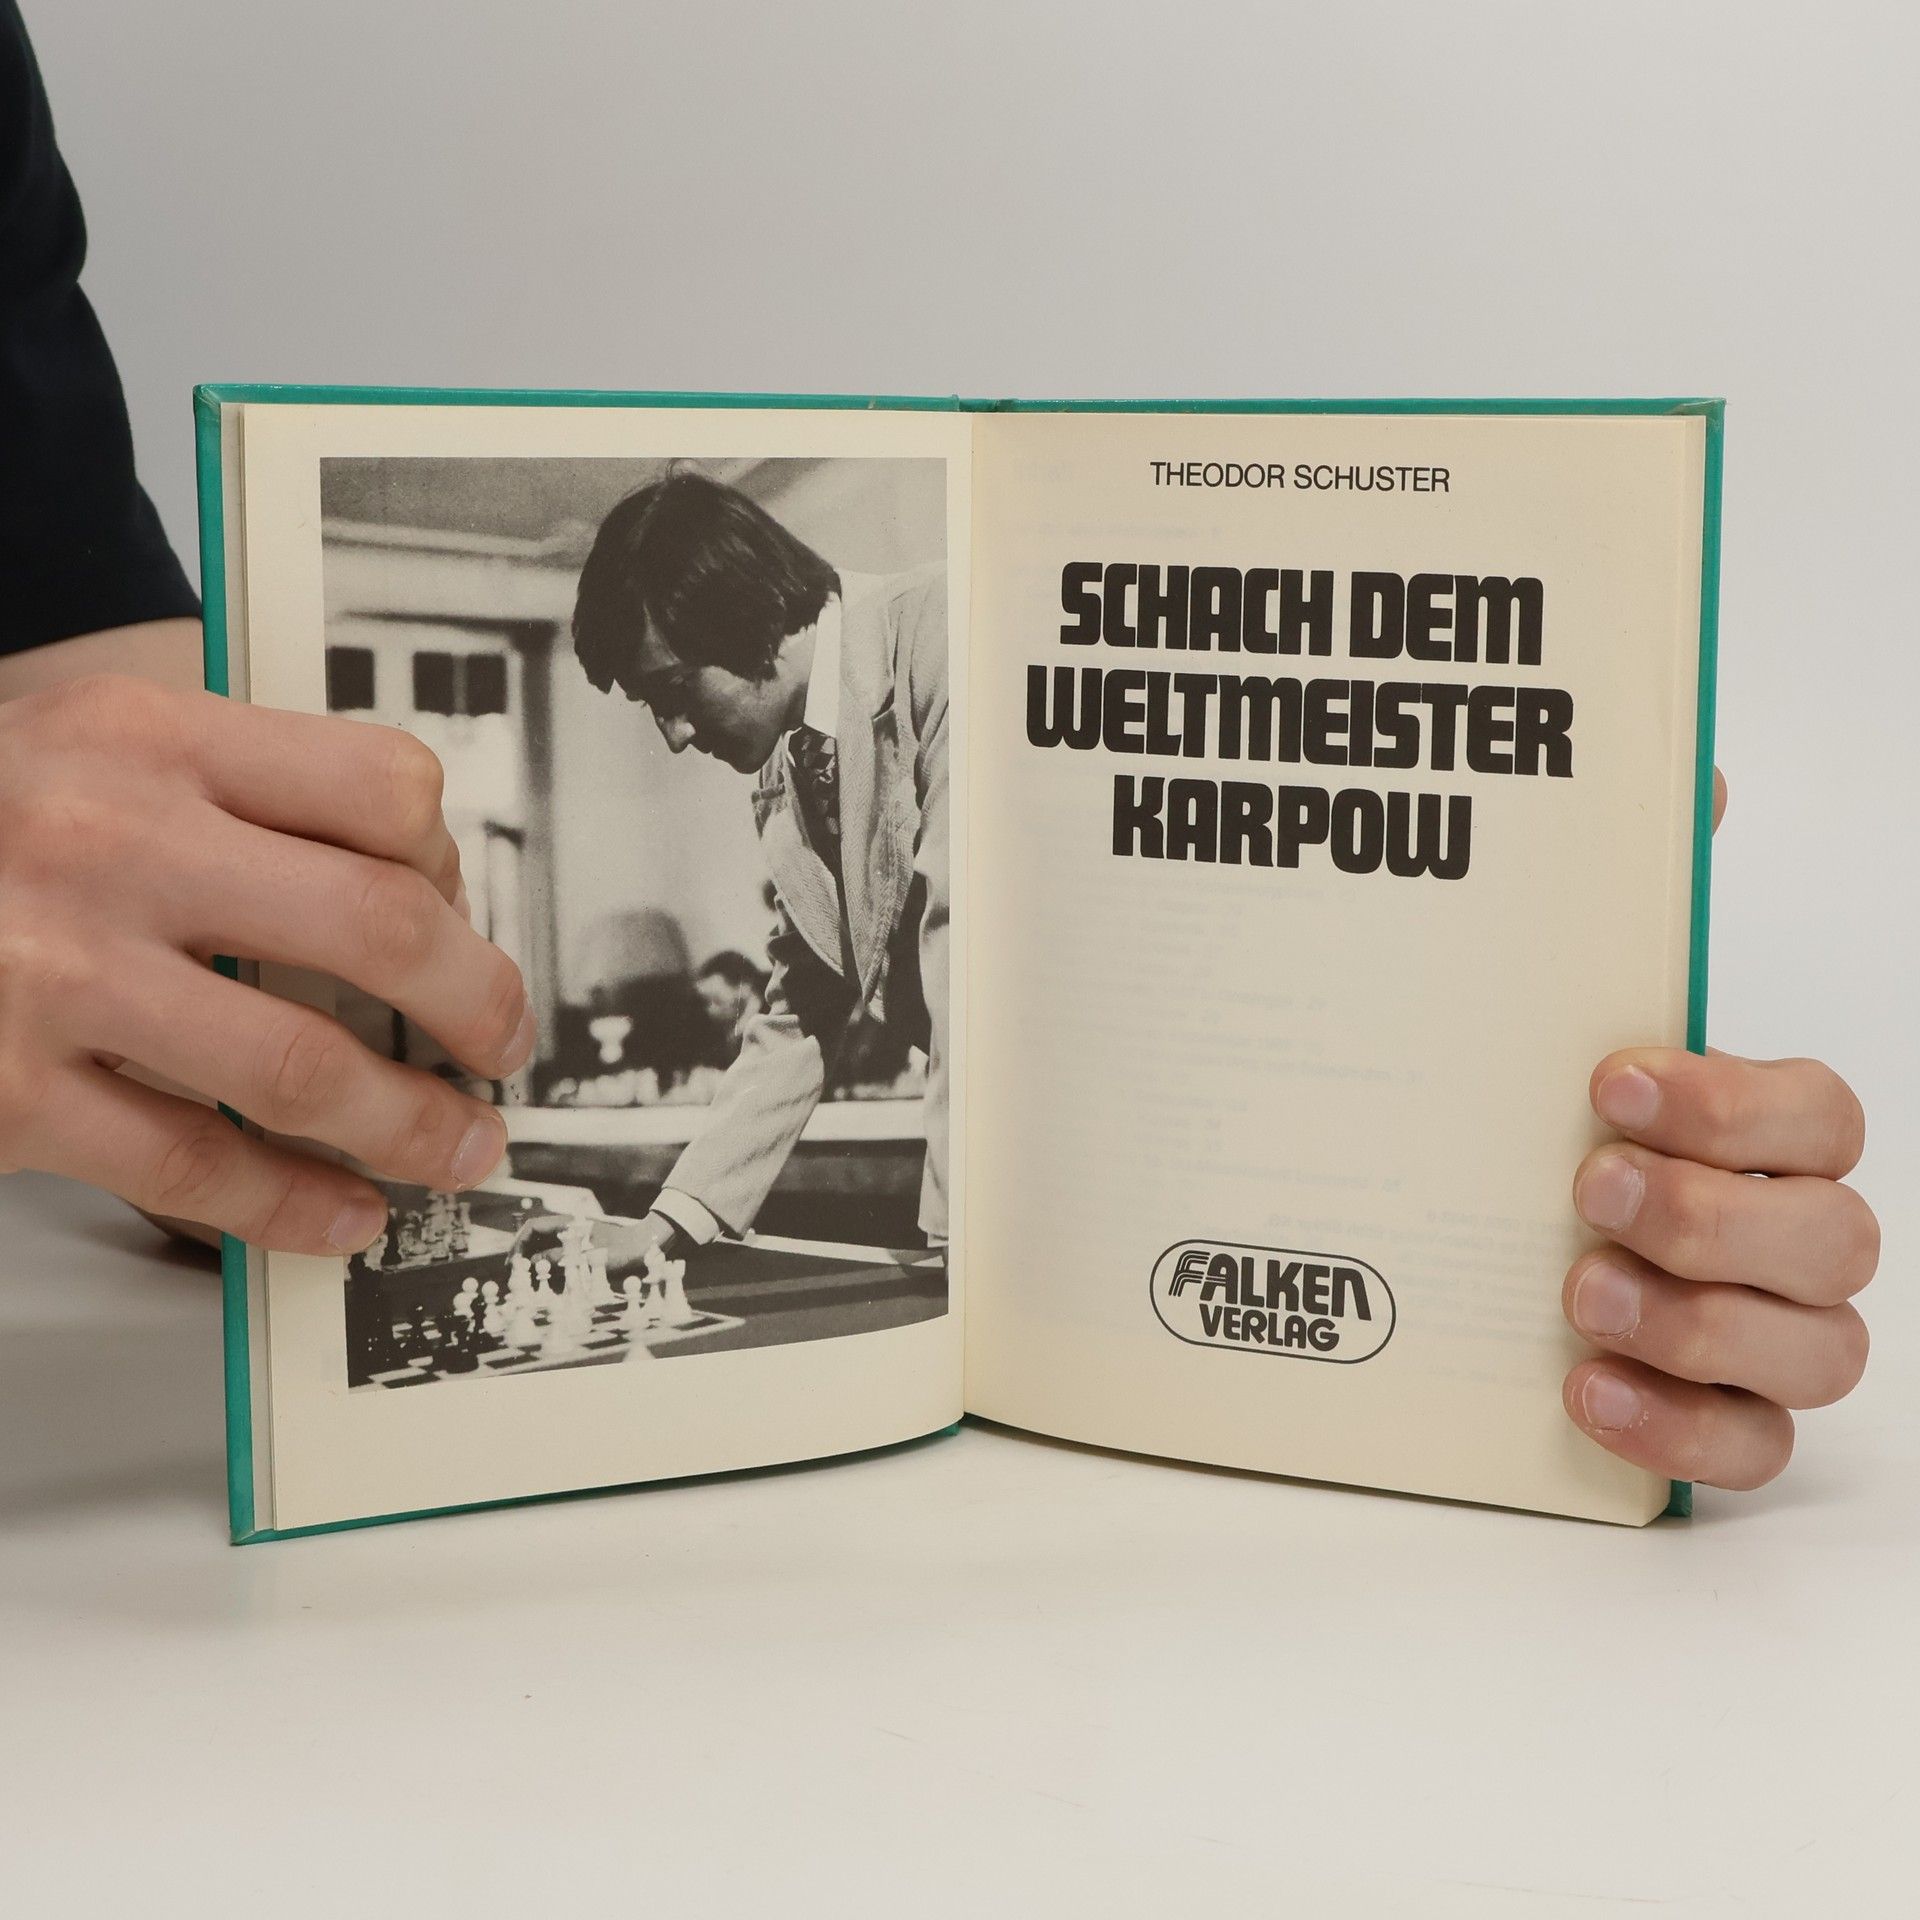 THEODOR SCHUSTER
SCHACH DEM
WELTMEISTER
KARPOW
FALKEN
VERLAG